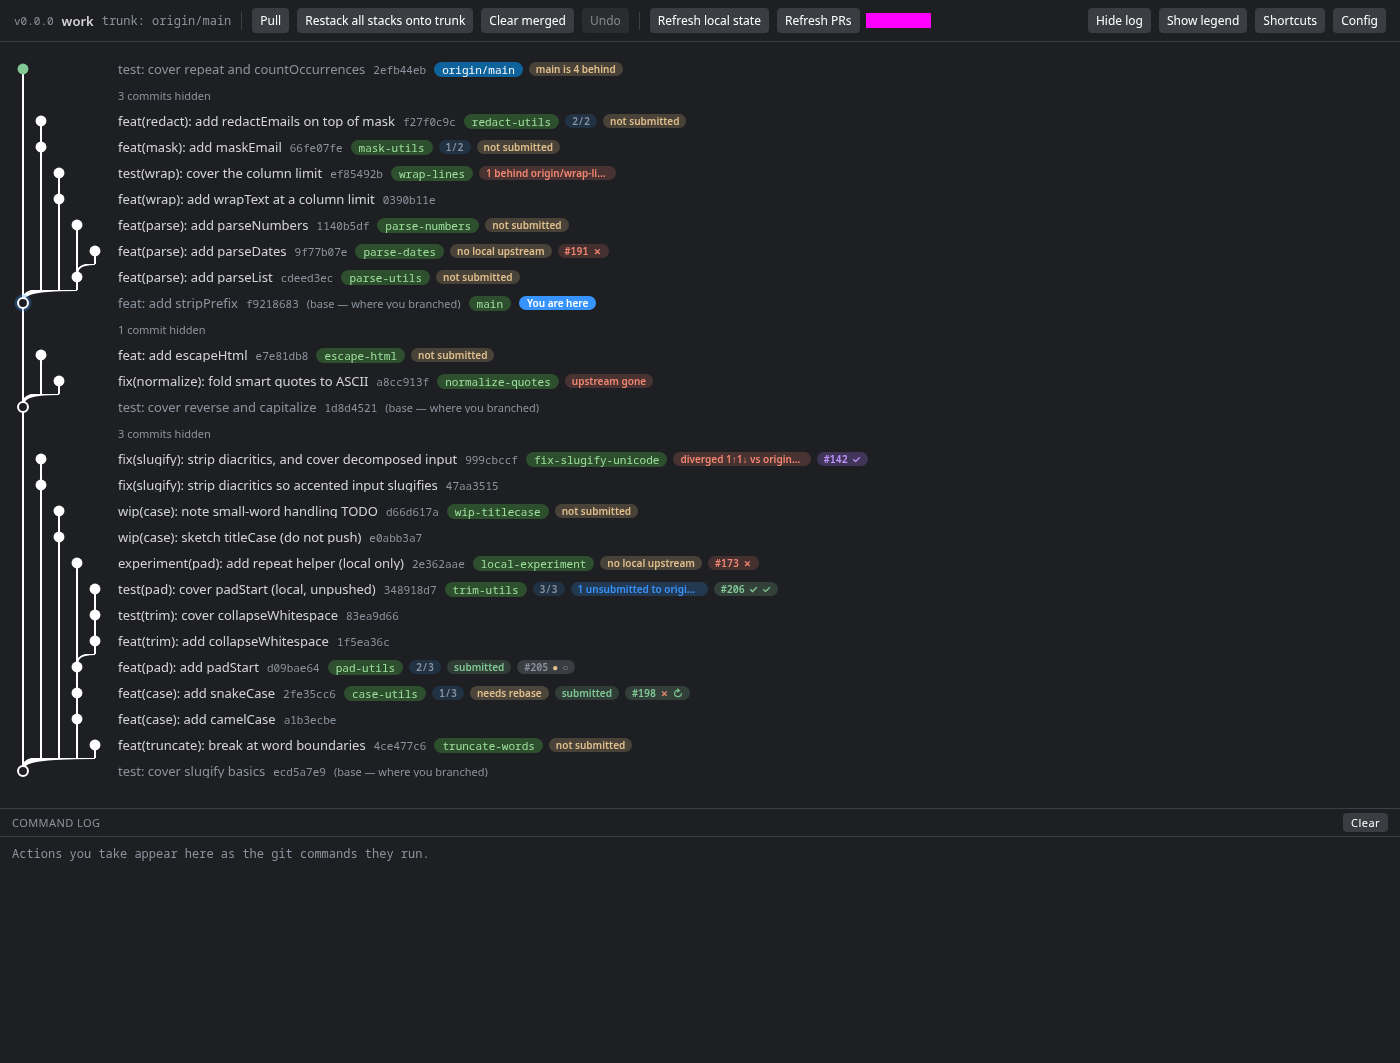 v0.0.0 work trunk: origin/main Pull Restack all stacks onto trunk Clear merged Undo Refresh local state Refresh PRs Hide log Show legend Shortcuts Config
test: cover repeat and countOccurrences 2efb44eb origin/main main is 4 behind
3 commits hidden
feat(redact): add redactEmails on top of mask f27f0c9c redact-utils 2/2 not submitted
feat(mask): add maskEmail 66fe07fe mask-utils 1/2 not submitted
test(wrap): cover the column limit ef85492b wrap-lines 1 behind origin/wrap-li...
feat(wrap): add wrapText at a column limit 0390b11e
feat(parse): add parseNumbers 1140b5df parse-numbers not submitted
feat(parse): add parseDates 9f77b07e parse-dates no local upstream #191 ×
feat(parse): add parseList cdeed3ec parse-utils not submitted
feat: add stripPrefix f9218683 (base — where you branched) main You are here
1 commit hidden
feat: add escapeHtml e7e81db8 escape-html not submitted
fix(normalize): fold smart quotes to ASCII a8cc913f normalize-quotes upstream gone
test: cover reverse and capitalize 1d8d4521 (base — where you branched)
3 commits hidden
fix(slugify): strip diacritics, and cover decomposed input 999cbccf fix-slugify-unicode diverged 1↑1↓ vs origin... #142 ✓
fix(slugify): strip diacritics so accented input slugifies 47aa3515
wip(case): note small-word handling TODO d66d617a wip-titlecase not submitted
wip(case): sketch titleCase (do not push) e0abb3a7
experiment(pad): add repeat helper (local only) 2e362aae local-experiment no local upstream #173 ×
test(pad): cover padStart (local, unpushed) 348918d7 trim-utils 3/3 1 unsubmitted to origi... #206 ✓ ✓
test(trim): cover collapseWhitespace 83ea9d66
feat(trim): add collapseWhitespace 1f5ea36c
feat(pad): add padStart d09bae64 pad-utils 2/3 submitted #205 ● ○
feat(case): add snakeCase 2fe35cc6 case-utils 1/3 needs rebase submitted #198 × ↻
feat(case): add camelCase a1b3ecbe
feat(truncate): break at word boundaries 4ce477c6 truncate-words not submitted
test: cover slugify basics ecd5a7e9 (base — where you branched)
COMMAND LOG Clear
Actions you take appear here as the git commands they run.